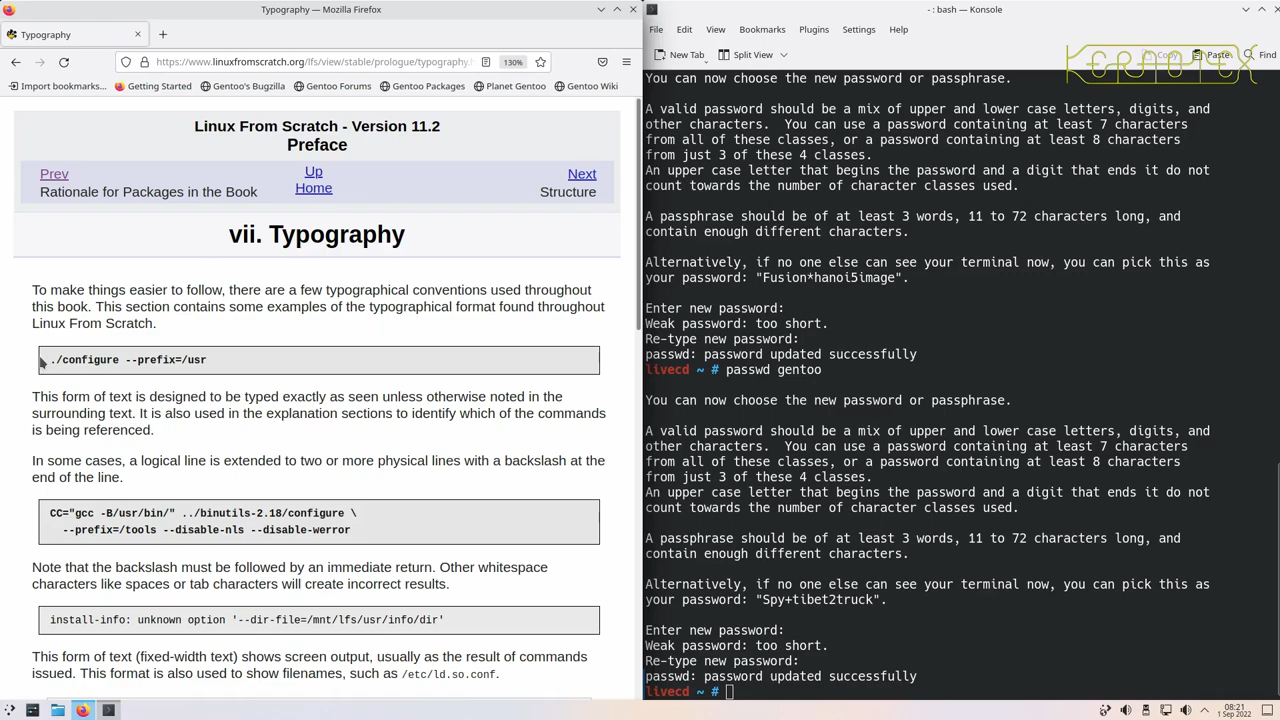 Typography — Mozilla Firefox
Typography
https://www.linuxfromscratch.org/lfs/view/stable/prologue/typograph
130%
Import bookmarks...
Getting Started
Gentoo's Bugzilla
Gentoo Forums
Gentoo Packages
Planet Gentoo
Gentoo Wiki
Linux From Scratch - Version 11.2
Preface
Prev
Up
Next
Rationale for Packages in the Book
Home
Structure
vii. Typography
To make things easier to follow, there are a few typographical conventions used throughout
this book. This section contains some examples of the typographical format found throughout
Linux From Scratch.
./configure --prefix=/usr
This form of text is designed to be typed exactly as seen unless otherwise noted in the
surrounding text. It is also used in the explanation sections to identify which of the commands
is being referenced.
In some cases, a logical line is extended to two or more physical lines with a backslash at the
end of the line.
CC="gcc -B/usr/bin/" ../binutils-2.18/configure \
--prefix=/tools --disable-nls --disable-werror
Note that the backslash must be followed by an immediate return. Other whitespace
characters like spaces or tab characters will create incorrect results.
install-info: unknown option '--dir-file=/mnt/lfs/usr/info/dir'
This form of text (fixed-width text) shows screen output, usually as the result of commands
issued. This format is also used to show filenames, such as /etc/ld.so.conf.
- : bash — Konsole
File Edit View Bookmarks Plugins Settings Help
New Tab
Split View
Copy
Paste
Find
You can now choose the new password or passphrase.
A valid password should be a mix of upper and lower case letters, digits, and
other characters.  You can use a password containing at least 7 characters
from all of these classes, or a password containing at least 8 characters
from just 3 of these 4 classes.
An upper case letter that begins the password and a digit that ends it do not
count towards the number of character classes used.
A passphrase should be of at least 3 words, 11 to 72 characters long, and
contain enough different characters.
Alternatively, if no one else can see your terminal now, you can pick this as
your password: "Fusion*hanoi5image".
Enter new password:
Weak password: too short.
Re-type new password:
passwd: password updated successfully
livecd ~ # passwd gentoo
You can now choose the new password or passphrase.
A valid password should be a mix of upper and lower case letters, digits, and
other characters.  You can use a password containing at least 7 characters
from all of these classes, or a password containing at least 8 characters
from just 3 of these 4 classes.
An upper case letter that begins the password and a digit that ends it do not
count towards the number of character classes used.
A passphrase should be of at least 3 words, 11 to 72 characters long, and
contain enough different characters.
Alternatively, if no one else can see your terminal now, you can pick this as
your password: "Spy+tibet2truck".
Enter new password:
Weak password: too short.
Re-type new password:
passwd: password updated successfully
livecd ~ #
08:21
1 Sep 2022